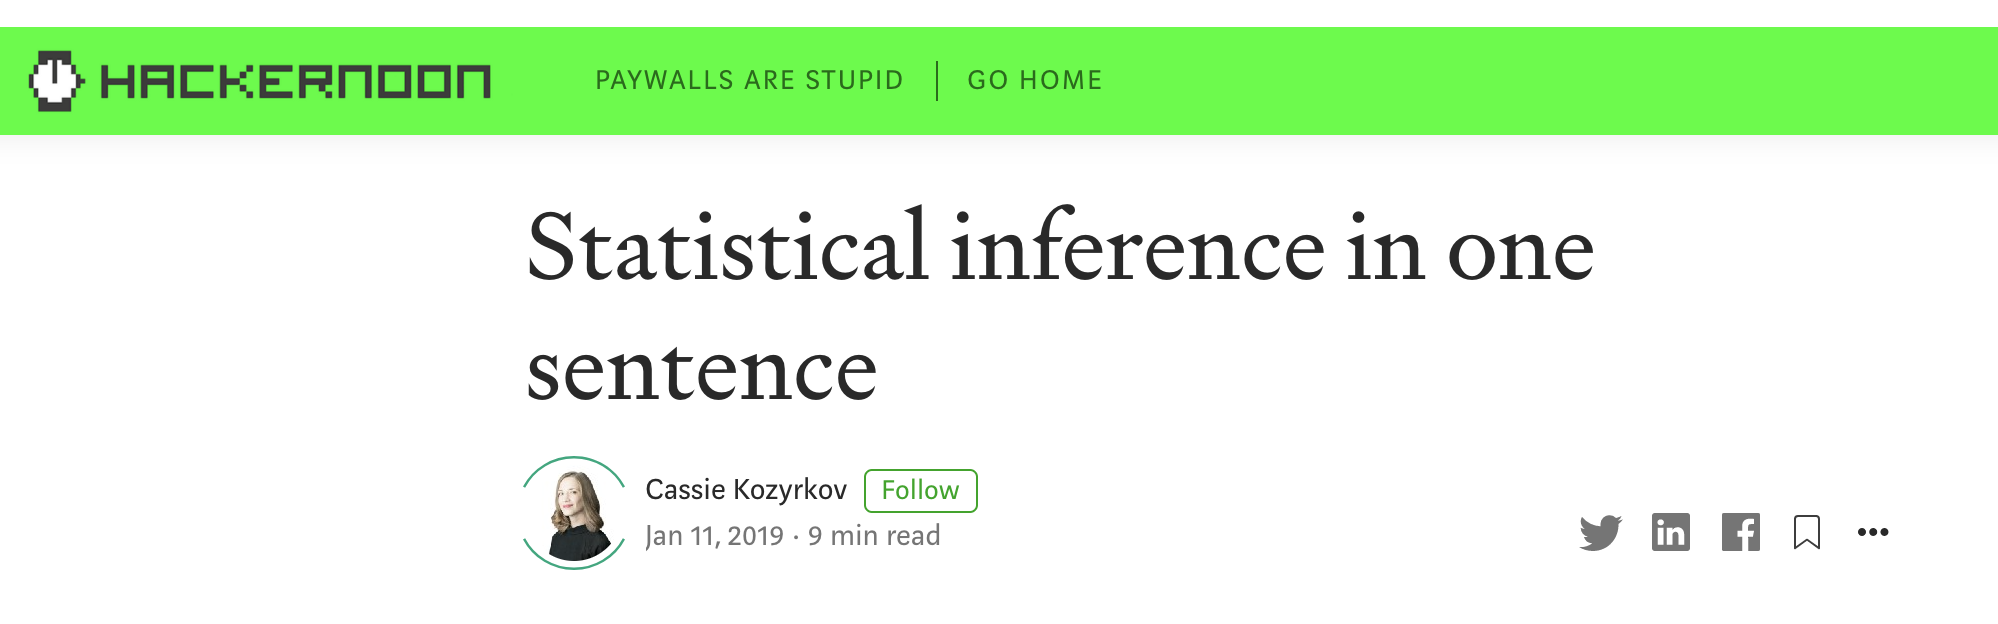 HACKERNOON PAYWALLS ARE STUPID GO HOME
Statistical inference in one
sentence
Cassie Kozyrkov Follow
Jan 11, 2019 · 9 min read